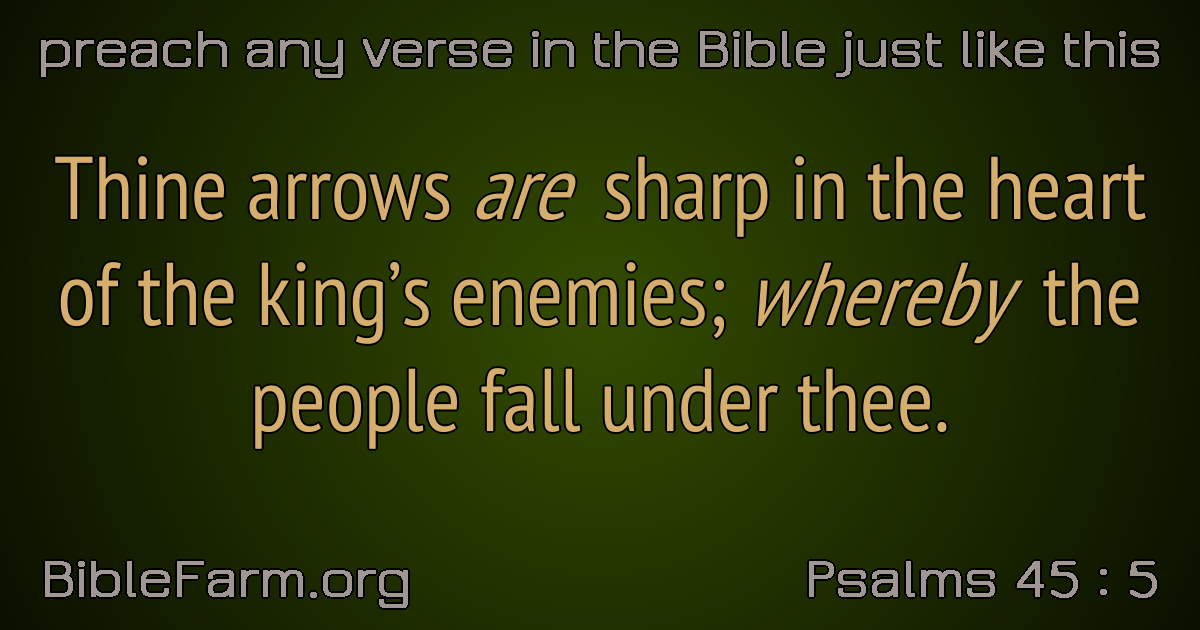 preach any verse in the Bible just like this
Thine arrows are sharp in the heart
of the king’s enemies; whereby the
people fall under thee.
BibleFarm.org
Psalms 45 : 5